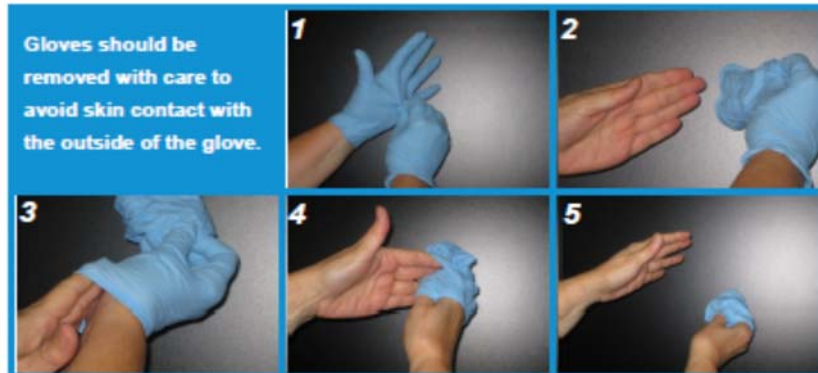 Gloves should be
removed with care to
avoid skin contact with
the outside of the glove.
1
2
3
4
5